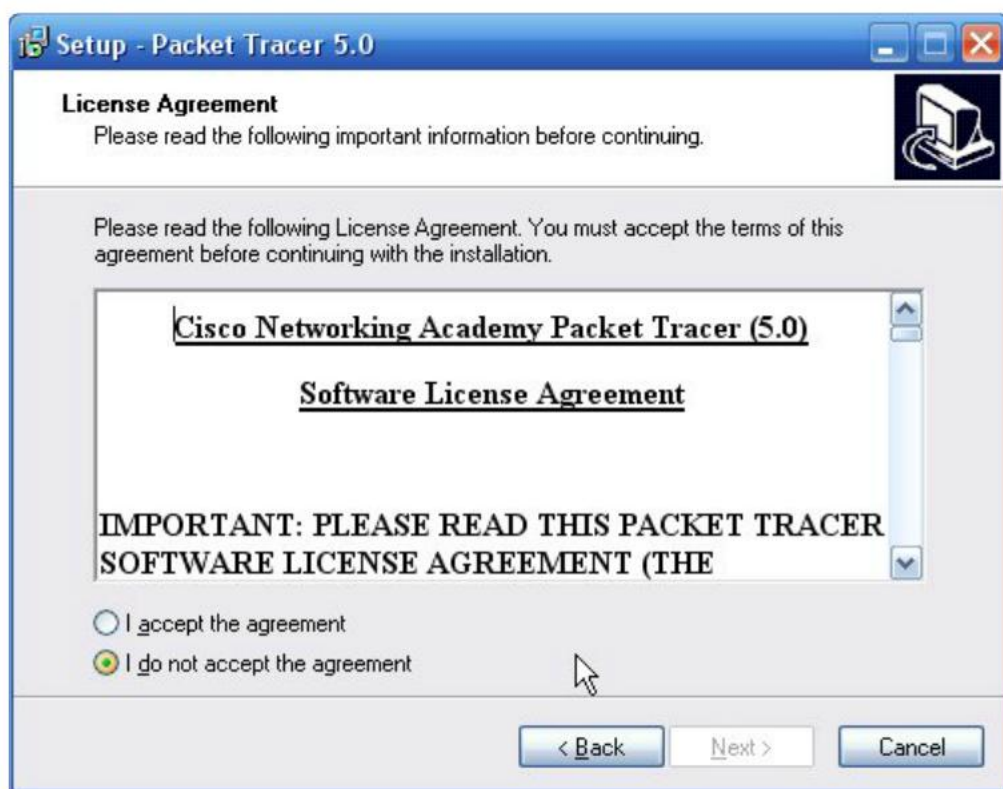 Setup - Packet Tracer 5.0
License Agreement
Please read the following important information before continuing.
Please read the following License Agreement. You must accept the terms of this
agreement before continuing with the installation.
Cisco Networking Academy Packet Tracer (5.0)
Software License Agreement
IMPORTANT: PLEASE READ THIS PACKET TRACER
SOFTWARE LICENSE AGREEMENT (THE
I accept the agreement
I do not accept the agreement
< Back
Next >
Cancel